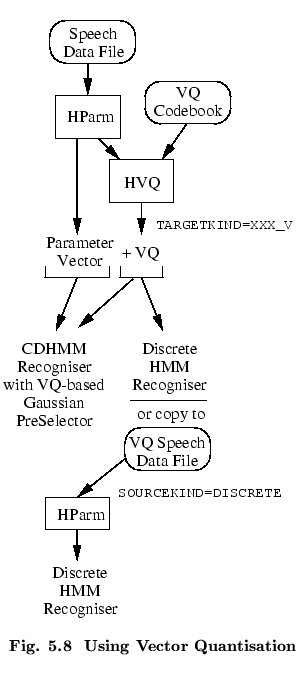 Speech
Data File
HParm
VQ
Codebook
HVQ
TARGETKIND=XXX_V
Parameter
Vector
+ VQ
CDHMM
Recogniser
with VQ-based
Gaussian
PreSelector
Discrete
HMM
Recogniser
or copy to
VQ Speech
Data File
SOURCEKIND=DISCRETE
HParm
Discrete
HMM
Recogniser
Fig. 5.8 Using Vector Quantisation